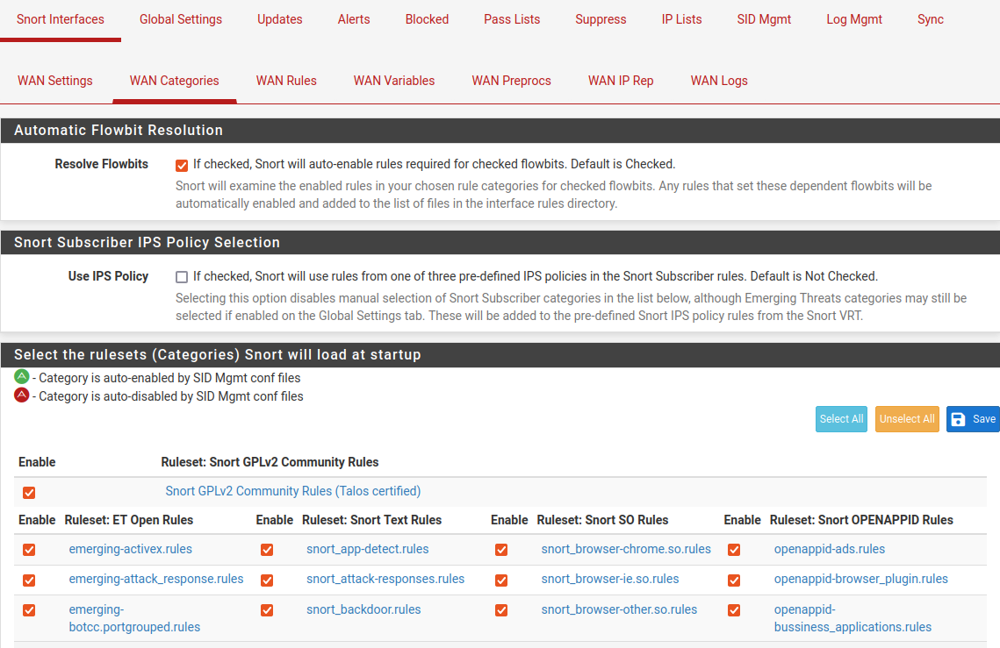 Snort Interfaces Global Settings Updates Alerts Blocked Pass Lists Suppress IP Lists SID Mgmt Log Mgmt Sync
WAN Settings WAN Categories WAN Rules WAN Variables WAN Preprocs WAN IP Rep WAN Logs
Automatic Flowbit Resolution
Resolve Flowbits If checked, Snort will auto-enable rules required for checked flowbits. Default is Checked.
Snort will examine the enabled rules in your chosen rule categories for checked flowbits. Any rules that set these dependent flowbits will be
automatically enabled and added to the list of files in the interface rules directory.
Snort Subscriber IPS Policy Selection
Use IPS Policy If checked, Snort will use rules from one of three pre-defined IPS policies in the Snort Subscriber rules. Default is Not Checked.
Selecting this option disables manual selection of Snort Subscriber categories in the list below, although Emerging Threats categories may still be
selected if enabled on the Global Settings tab. These will be added to the pre-defined Snort IPS policy rules from the Snort VRT.
Select the rulesets (Categories) Snort will load at startup
- Category is auto-enabled by SID Mgmt conf files
- Category is auto-disabled by SID Mgmt conf files
Select All Unselect All Save
Enable Ruleset: Snort GPLv2 Community Rules
Snort GPLv2 Community Rules (Talos certified)
Enable Ruleset: ET Open Rules Enable Ruleset: Snort Text Rules Enable Ruleset: Snort SO Rules Enable Ruleset: Snort OPENAPPID Rules
emerging-activex.rules snort_app-detect.rules snort_browser-chrome.so.rules openappid-ads.rules
emerging-attack_response.rules snort_attack-responses.rules snort_browser-ie.so.rules openappid-browser_plugin.rules
emerging- snort_backdoor.rules snort_browser-other.so.rules openappid-
botcc.portgrouped.rules bussiness_applications.rules